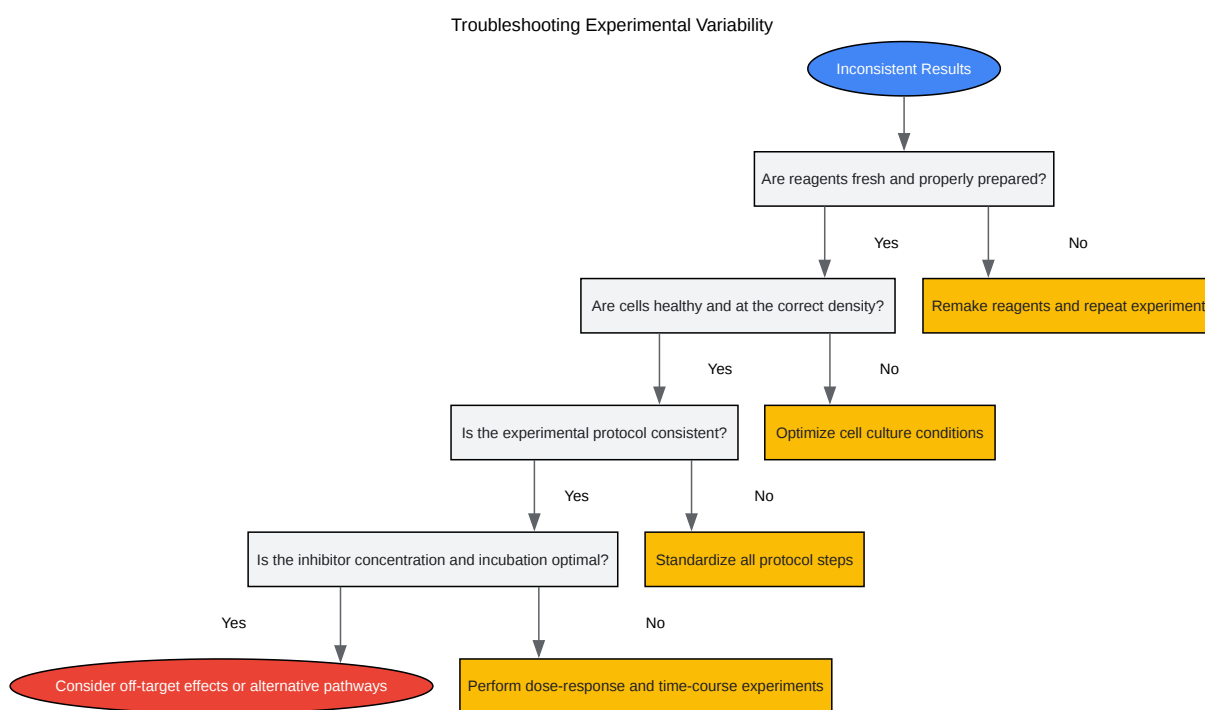 Troubleshooting Experimental Variability
Inconsistent Results
Are reagents fresh and properly prepared?
Yes
No
Are cells healthy and at the correct density?
Remake reagents and repeat experiment
Yes
No
Is the experimental protocol consistent?
Optimize cell culture conditions
Yes
No
Is the inhibitor concentration and incubation optimal?
Standardize all protocol steps
Yes
No
Consider off-target effects or alternative pathways
Perform dose-response and time-course experiments